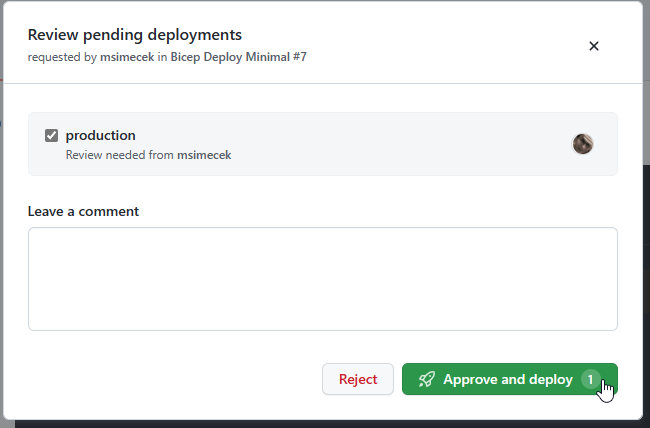 Review pending deployments
requested by msimecek in Bicep Deploy Minimal #7
production
Review needed from msimecek
Leave a comment
Reject
Approve and deploy 1